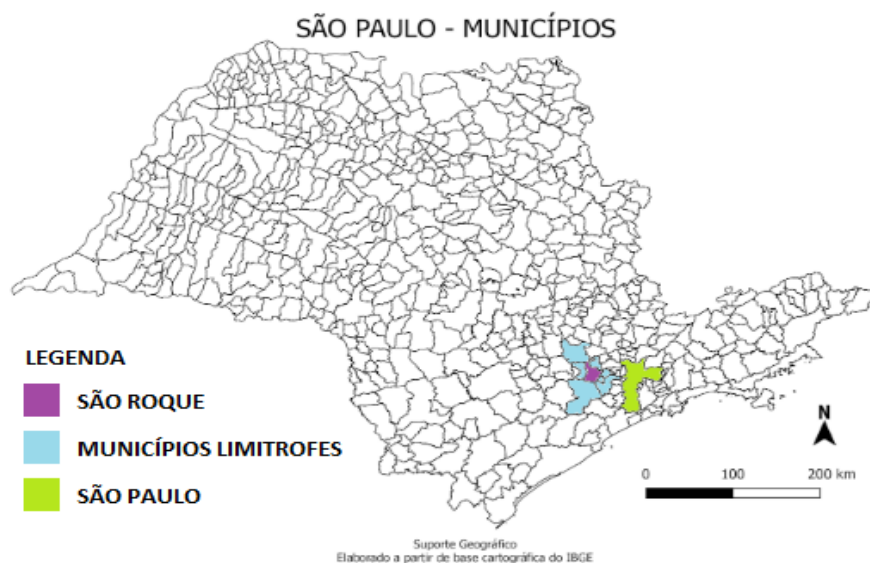 SÃO PAULO - MUNICÍPIOS
LEGENDA
SÃO ROQUE
MUNICÍPIOS LIMITROFES
SÃO PAULO
N
0 100 200 km
Suporte Geográfico
Elaborado a partir de base cartográfica do IBGE